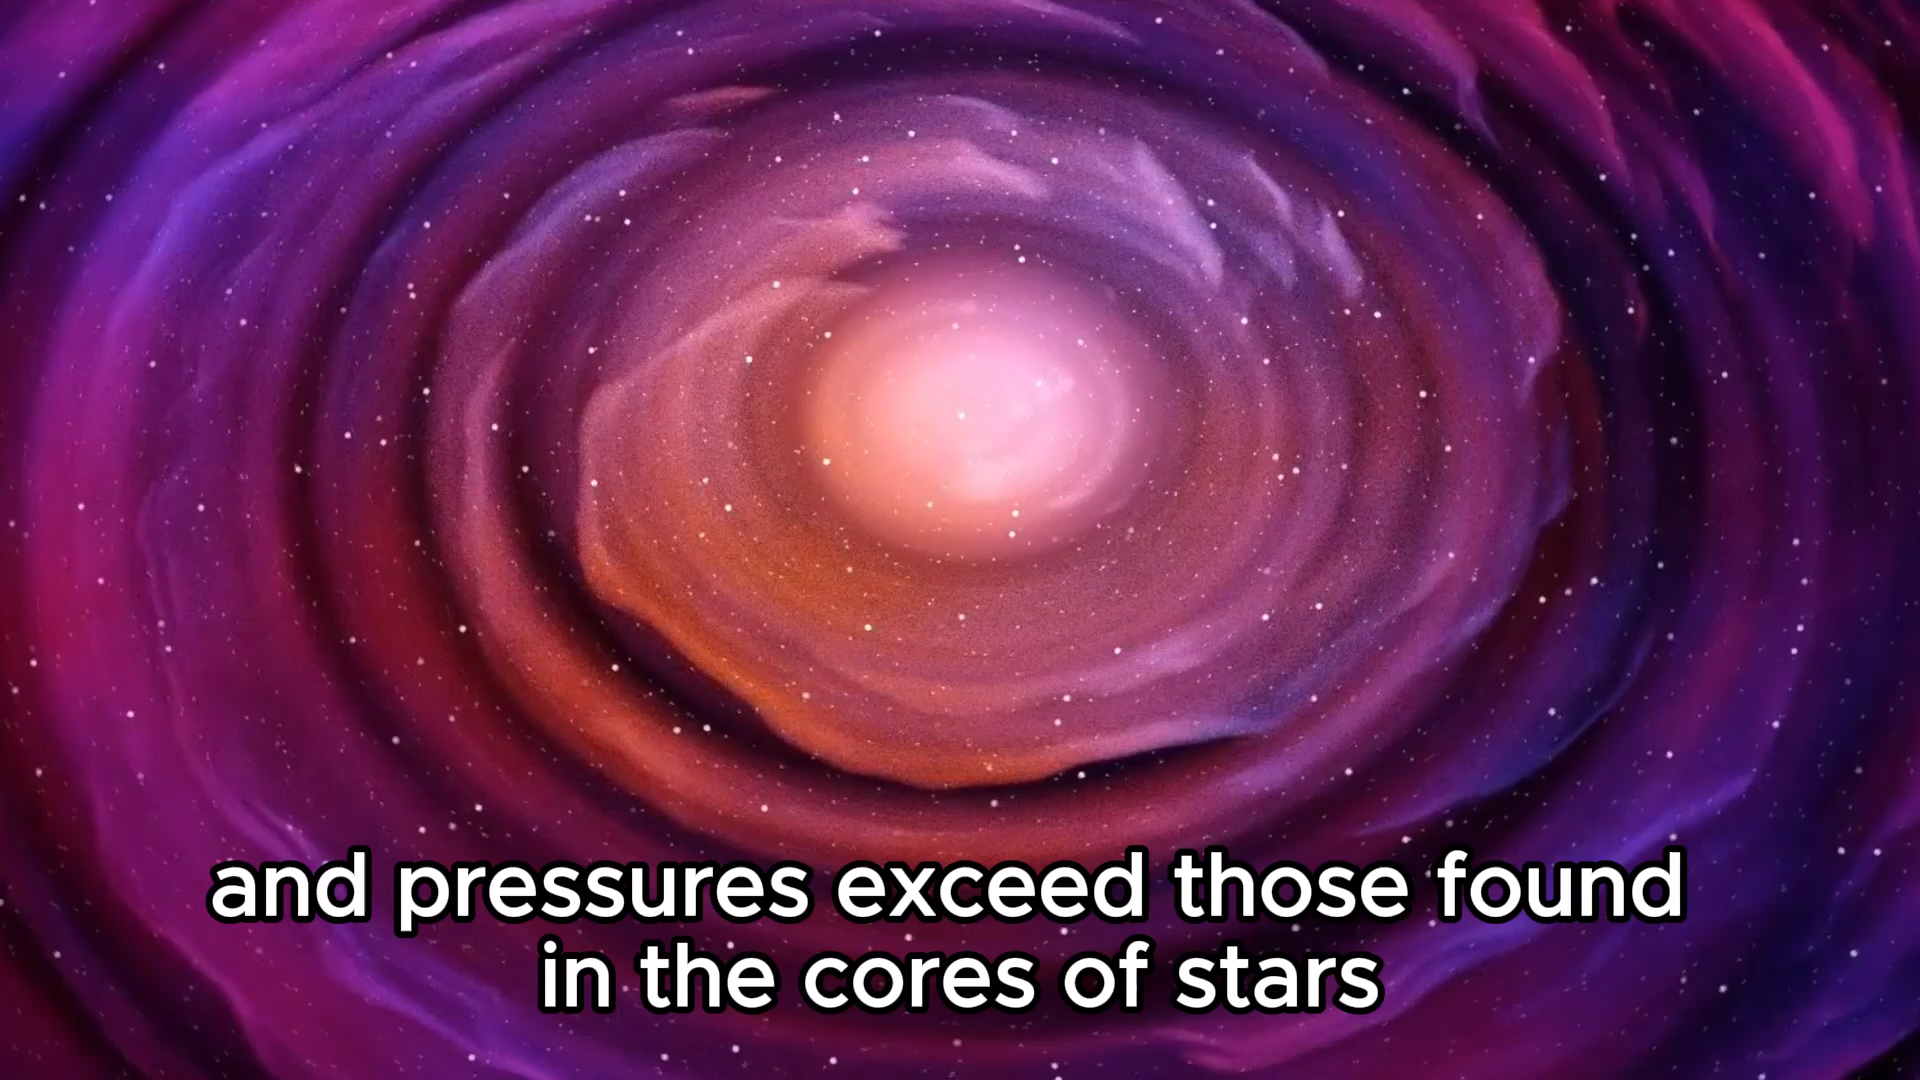 and pressures exceed those found
in the cores of stars